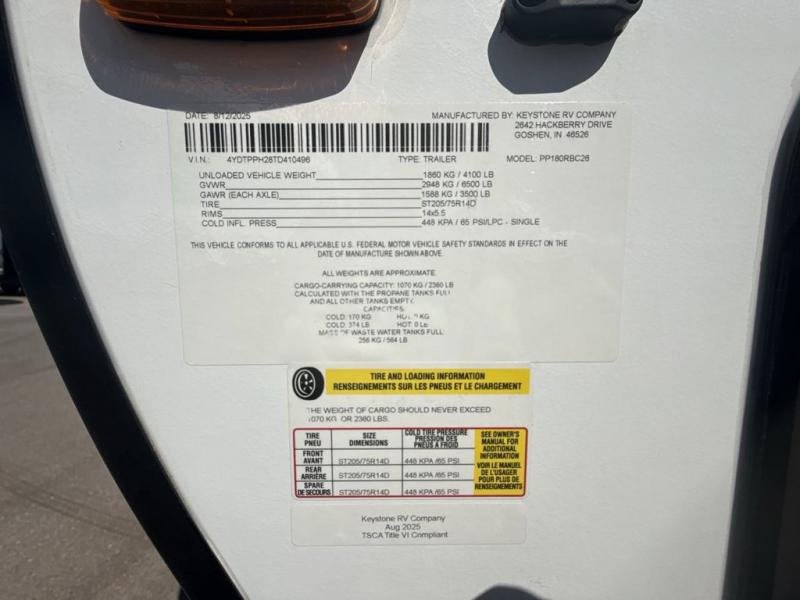 DATE: 8/12/2025 MANUFACTURED BY: KEYSTONE RV COMPANY
2642 HACKBERRY DRIVE
GOSHEN, IN 46526
V.I.N.: 4YDTPPH28TD410496 TYPE: TRAILER MODEL: PP180RBC26
UNLOADED VEHICLE WEIGHT 1860 KG / 4100 LB
GVWR 2948 KG / 6500 LB
GAWR (EACH AXLE) 1588 KG / 3500 LB
TIRE ST205/75R14D
RIMS 14x5.5
COLD INFL. PRESS 448 KPA / 65 PSI/LPC - SINGLE
THIS VEHICLE CONFORMS TO ALL APPLICABLE U.S. FEDERAL MOTOR VEHICLE SAFETY STANDARDS IN EFFECT ON THE
DATE OF MANUFACTURE SHOWN ABOVE.
ALL WEIGHTS ARE APPROXIMATE.
CARGO-CARRYING CAPACITY: 1070 KG / 2360 LB
CALCULATED WITH THE PROPANE TANKS FULL
AND ALL OTHER TANKS EMPTY.
CAPACITIES
COLD: 170 KG HOT: 0 KG
COLD: 374 LB HOT: 0 LB
MASS OF WASTE WATER TANKS FULL:
256 KG / 564 LB
TIRE AND LOADING INFORMATION
RENSEIGNEMENTS SUR LES PNEUS ET LE CHARGEMENT
THE WEIGHT OF CARGO SHOULD NEVER EXCEED
1070 KG OR 2360 LBS.
TIRE
PNEU
SIZE
DIMENSIONS
COLD TIRE PRESSURE
PRESSION DES
PNEUS A FROID
SEE OWNER'S
MANUAL FOR
ADDITIONAL
INFORMATION
VOIR LE MANUEL
DE L'USAGER
POUR PLUS DE
RENSEIGNEMENTS
FRONT
AVANT
ST205/75R14D 448 KPA /65 PSI
REAR
ARRIÈRE
ST205/75R14D 448 KPA /65 PSI
SPARE
DE SECOURS
ST205/75R14D 448 KPA /65 PSI
Keystone RV Company
Aug 2025
TSCA Title VI Cmpliant